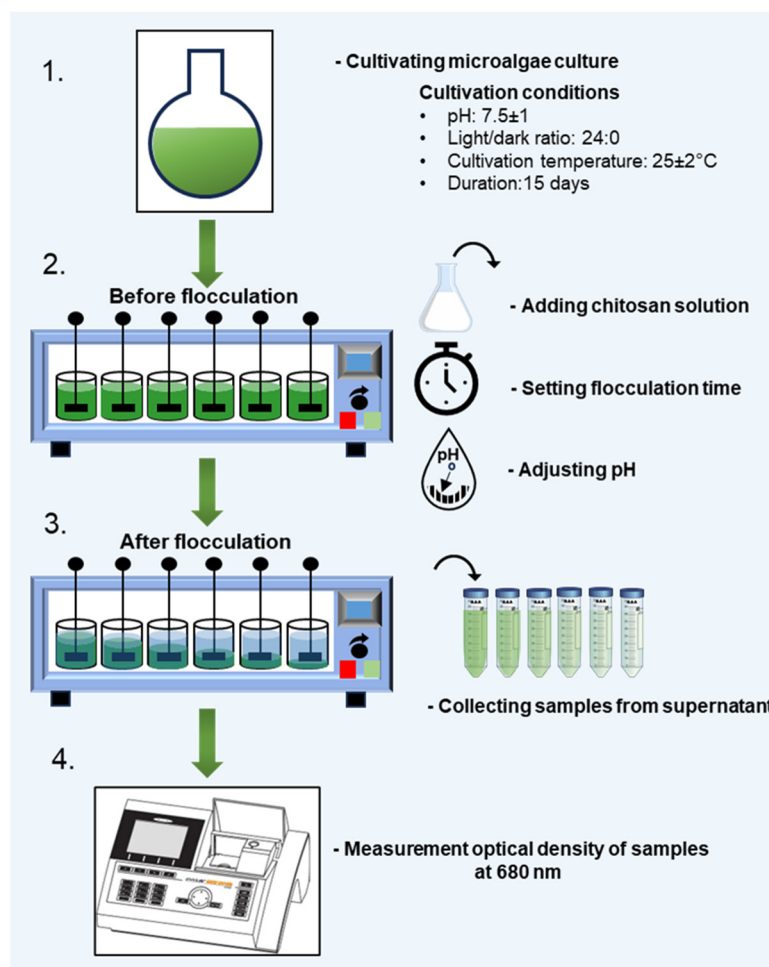 1.
- Cultivating microalgae culture
Cultivation conditions
• pH: 7.5±1
• Light/dark ratio: 24:0
• Cultivation temperature: 25±2°C
• Duration:15 days
2.
Before flocculation
- Adding chitosan solution
- Setting flocculation time
pH
- Adjusting pH
3.
After flocculation
- Collecting samples from supernatant
4.
- Measurement optical density of samples
at 680 nm